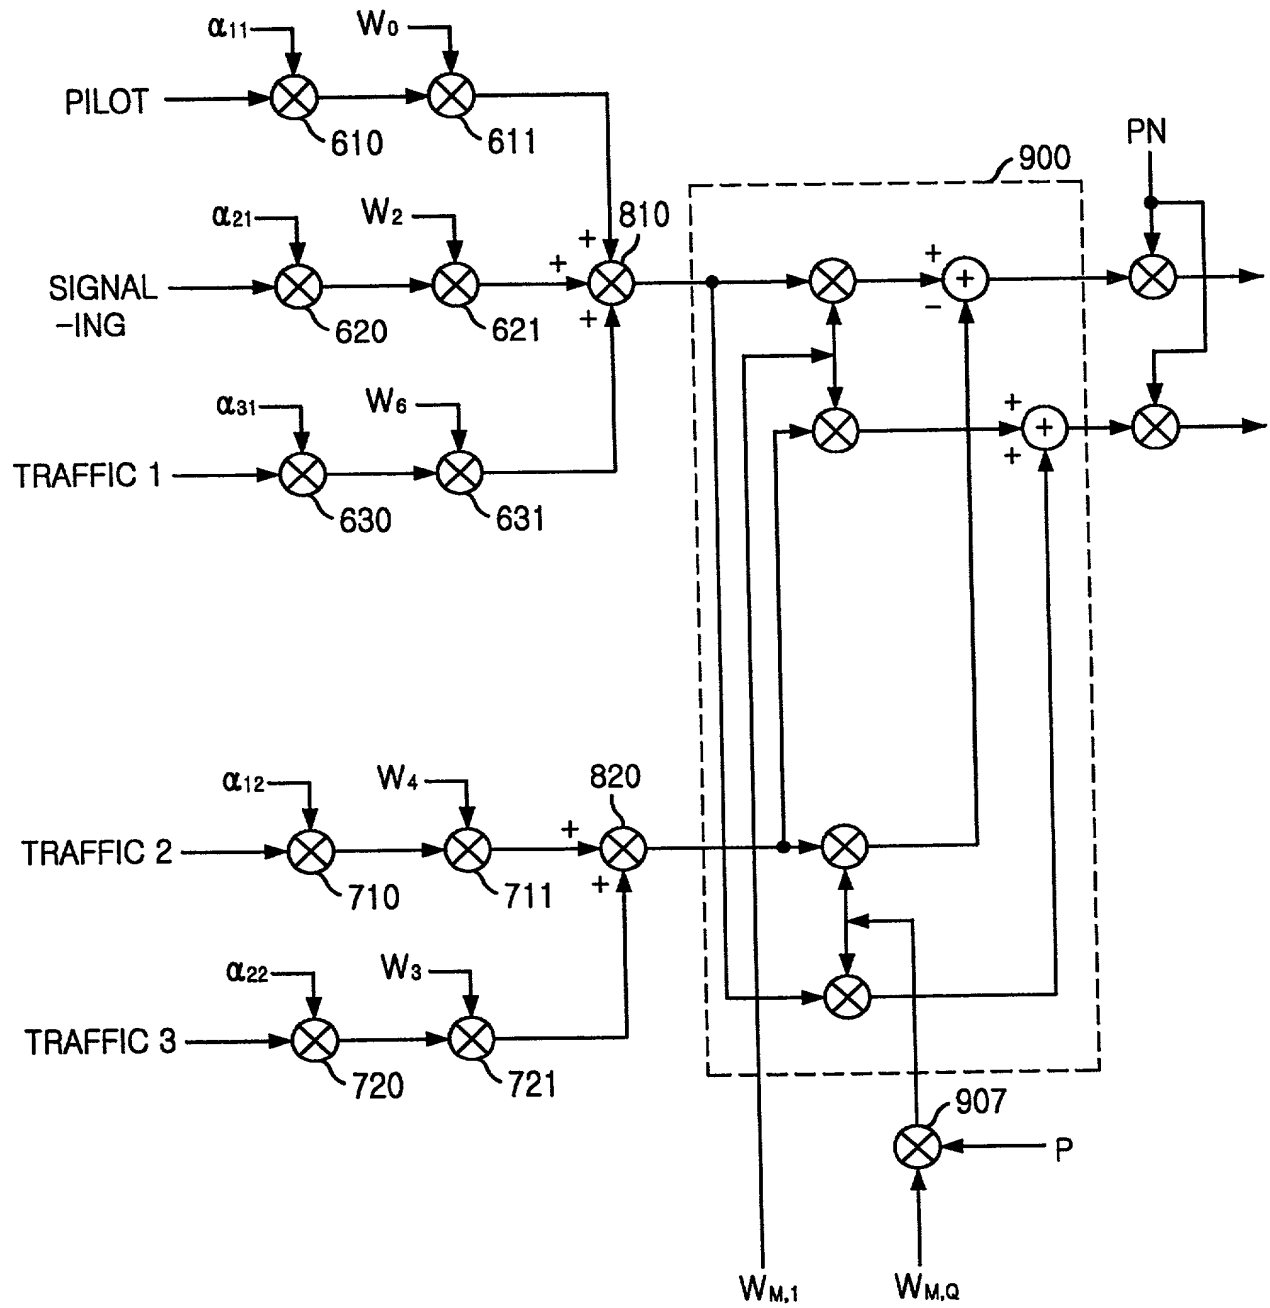 α11
W0
PILOT
610
611
PN
900
α21
W2
810
+
+
+
SIGNAL
-ING
620
621
+
−
+
α31
W6
TRAFFIC 1
630
631
+
+
+
α12
W4
820
TRAFFIC 2
+
+
710
711
α22
W3
TRAFFIC 3
720
721
907
P
WM,1
WM,Q